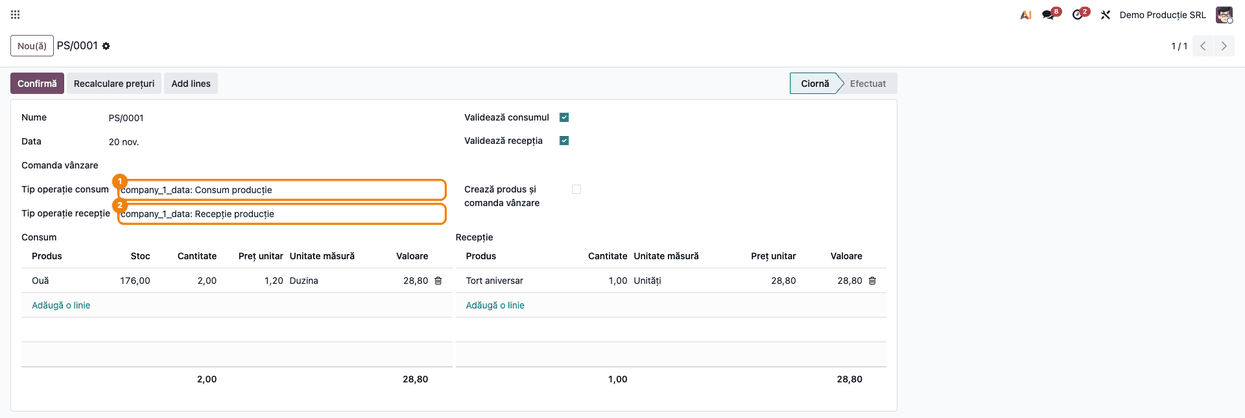 AI 8 2 Demo Producție SRL
Nou(ă) PS/0001 1 / 1
Confirmă Recalculare prețuri Add lines Ciornă Efectuat
Nume PS/0001 Validează consumul
Data 20 nov. Validează recepția
Comanda vânzare
Tip operație consum 1 company_1_data: Consum producție Crează produs și
comanda vânzare
Tip operație recepție 2 company_1_data: Recepție producție
Consum Recepție
Produs Stoc Cantitate Preț unitar Unitate măsură Valoare Produs Cantitate Unitate măsură Preț unitar Valoare
Ouă 176,00 2,00 1,20 Duzina 28,80 Tort aniversar 1,00 Unități 28,80 28,80
Adăugă o linie Adăugă o linie
2,00 28,80 1,00 28,80